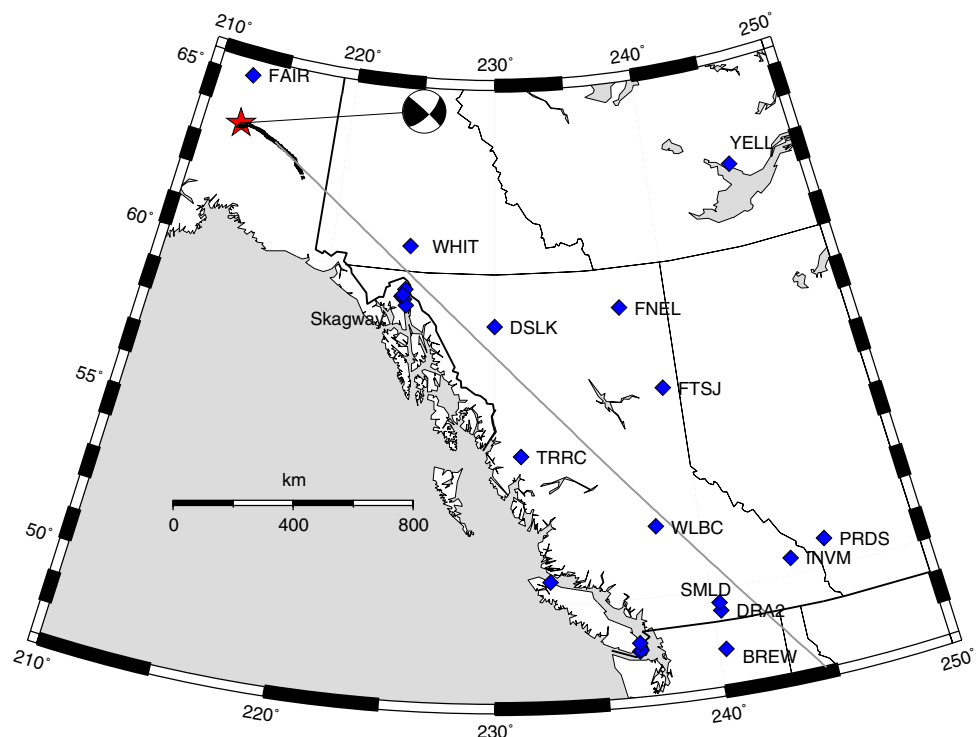 210°
220°
230°
240°
250°
65°
FAIR
YELL
60°
WHIT
Skagway
DSLK
FNEL
55°
FTSJ
TRRC
km
0
400
800
50°
WLBC
PRDS
INVM
SMLD
DRA2
BREW
210°
220°
230°
240°
250°